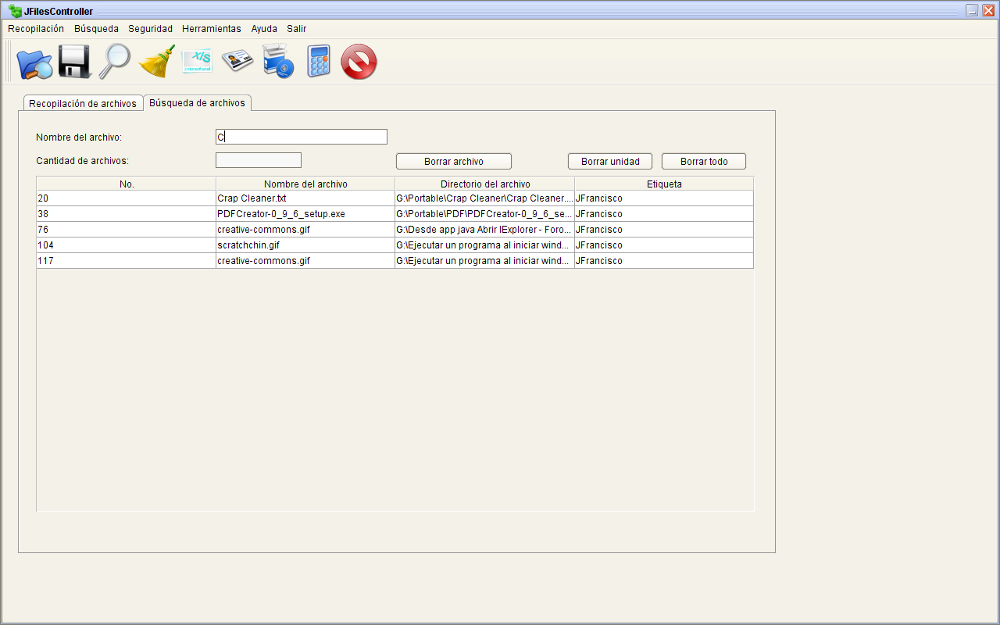 JFilesController
Recopilación Búsqueda Seguridad Herramientas Ayuda Salir
X/S
Recopilación de archivos Búsqueda de archivos
Nombre del archivo: C
Cantidad de archivos: Borrar archivo Borrar unidad Borrar todo
No. Nombre del archivo Directorio del archivo Etiqueta
20 Crap Cleaner.txt G:\Portable\Crap Cleaner\Crap Cleaner.... JFrancisco
38 PDFCreator-0_9_6_setup.exe G:\Portable\PDF\PDFCreator-0_9_6_se... JFrancisco
76 creative-commons.gif G:\Desde app java Abrir IExplorer - Foro... JFrancisco
104 scratchchin.gif G:\Ejecutar un programa al iniciar wind... JFrancisco
117 creative-commons.gif G:\Ejecutar un programa al iniciar wind... JFrancisco